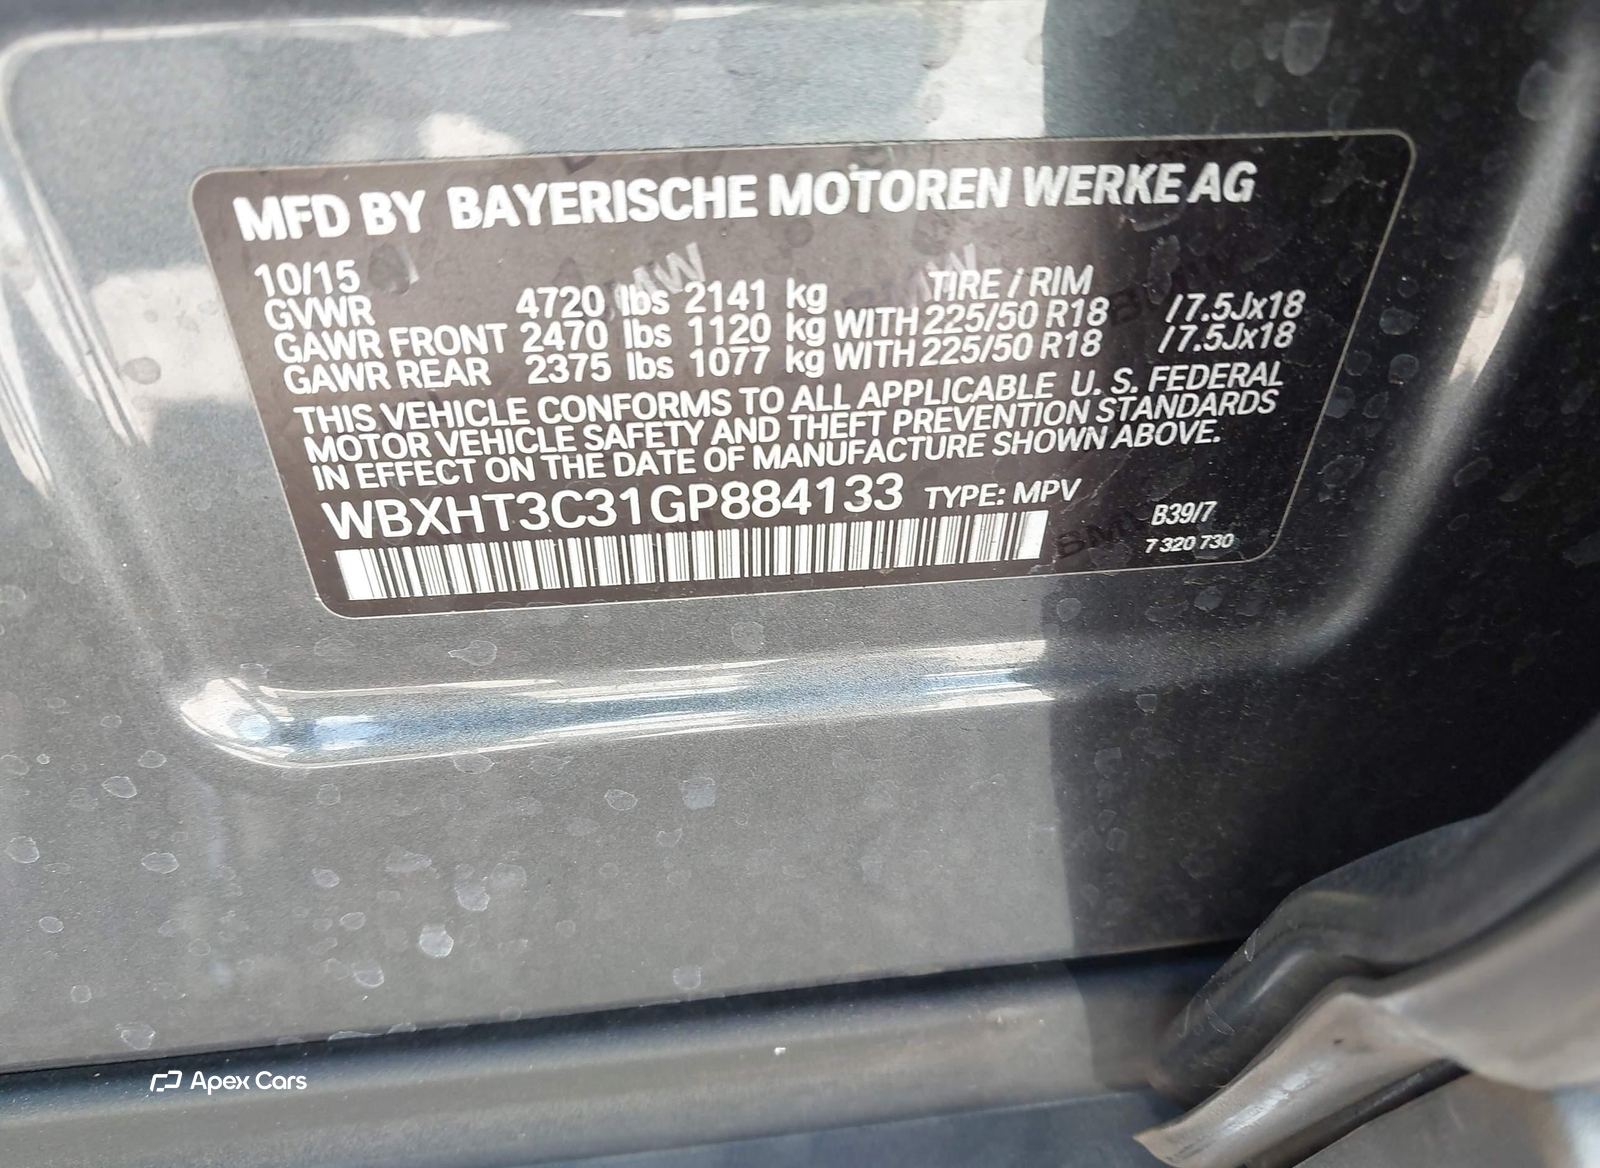 MFD BY BAYERISCHE MOTOREN WERKE AG
10/15 TIRE / RIM
GVWR 4720 lbs 2141 kg
GAWR FRONT 2470 lbs 1120 kg WITH 225/50 R18 /7.5Jx18
GAWR REAR 2375 lbs 1077 kg WITH 225/50 R18 /7.5Jx18
THIS VEHICLE CONFORMS TO ALL APPLICABLE U. S. FEDERAL
MOTOR VEHICLE SAFETY AND THEFT PREVENTION STANDARDS
IN EFFECT ON THE DATE OF MANUFACTURE SHOWN ABOVE.
WBXHT3C31GP884133 TYPE: MPV B39/7
7 320 730
Apex Cars